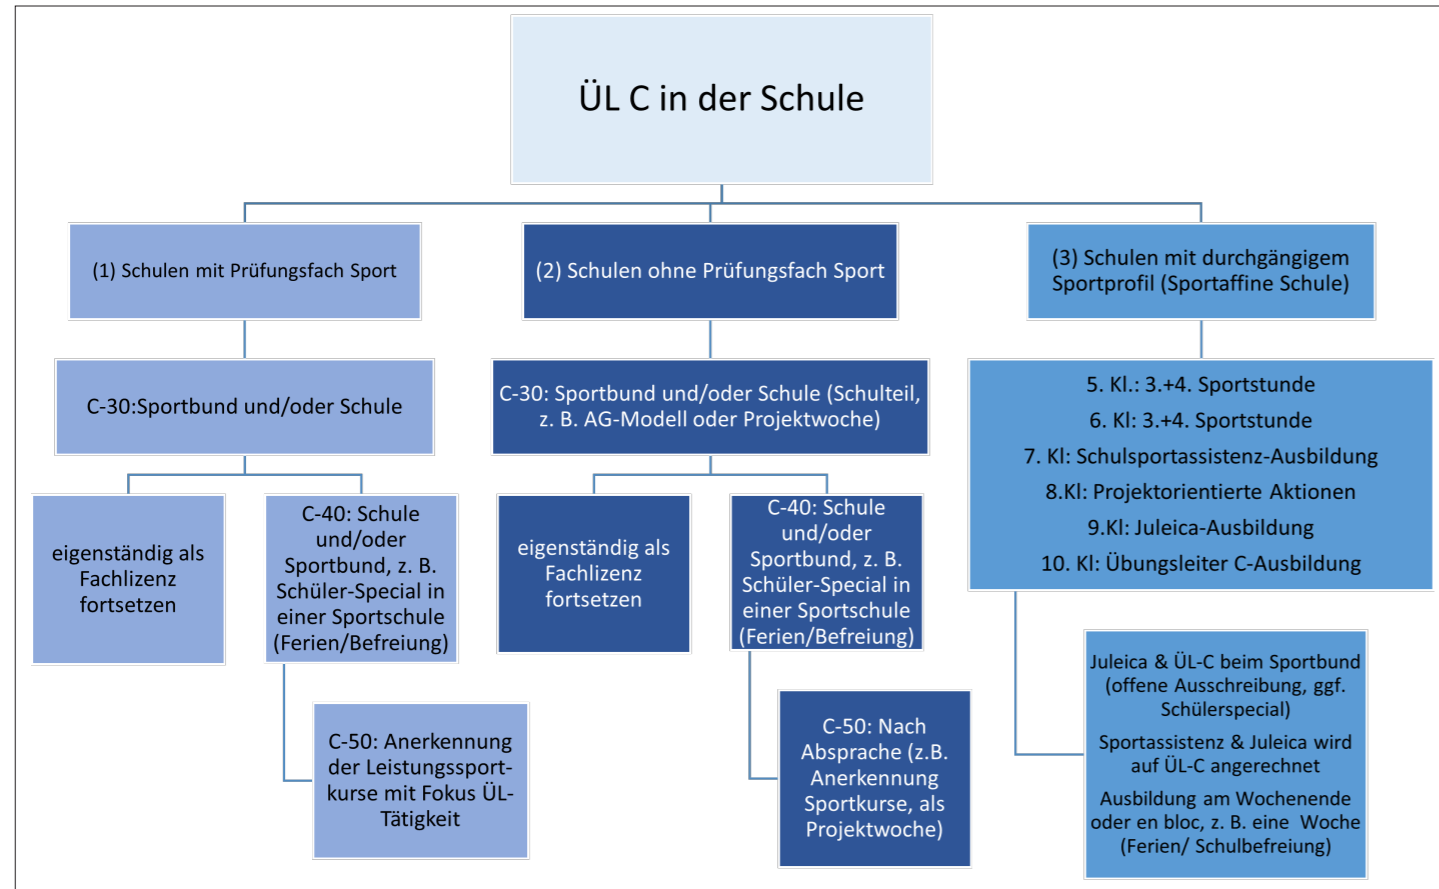 ÜL C in der Schule
(1) Schulen mit Prüfungsfach Sport
C-30:Sportbund und/oder Schule
eigenständig als
Fachlizenz
fortsetzen
C-40: Schule
und/oder
Sportbund, z. B.
Schüler-Special in
einer Sportschule
(Ferien/Befreiung)
C-50: Anerkennung
der Leistungssport-
kurse mit Fokus ÜL-
Tätigkeit
(2) Schulen ohne Prüfungsfach Sport
C-30: Sportbund und/oder Schule (Schulteil,
z. B. AG-Modell oder Projektwoche)
eigenständig als
Fachlizenz
fortsetzen
C-40: Schule
und/oder
Sportbund, z. B.
Schüler-Special in
einer Sportschule
(Ferien/Befreiung)
C-50: Nach
Absprache (z.B.
Anerkennung
Sportkurse, als
Projektwoche)
(3) Schulen mit durchgängigem
Sportprofil (Sportaffine Schule)
5. Kl.: 3.+4. Sportstunde
6. Kl: 3.+4. Sportstunde
7. Kl: Schulsportassistenz-Ausbildung
8.Kl: Projektorientierte Aktionen
9.Kl: Juleica-Ausbildung
10. Kl: Übungsleiter C-Ausbildung
Juleica & ÜL-C beim Sportbund
(offene Ausschreibung, ggf.
Schülerspecial)
Sportassistenz & Juleica wird
auf ÜL-C angerechnet
Ausbildung am Wochenende
oder en bloc, z. B. eine Woche
(Ferien/ Schulbefreiung)